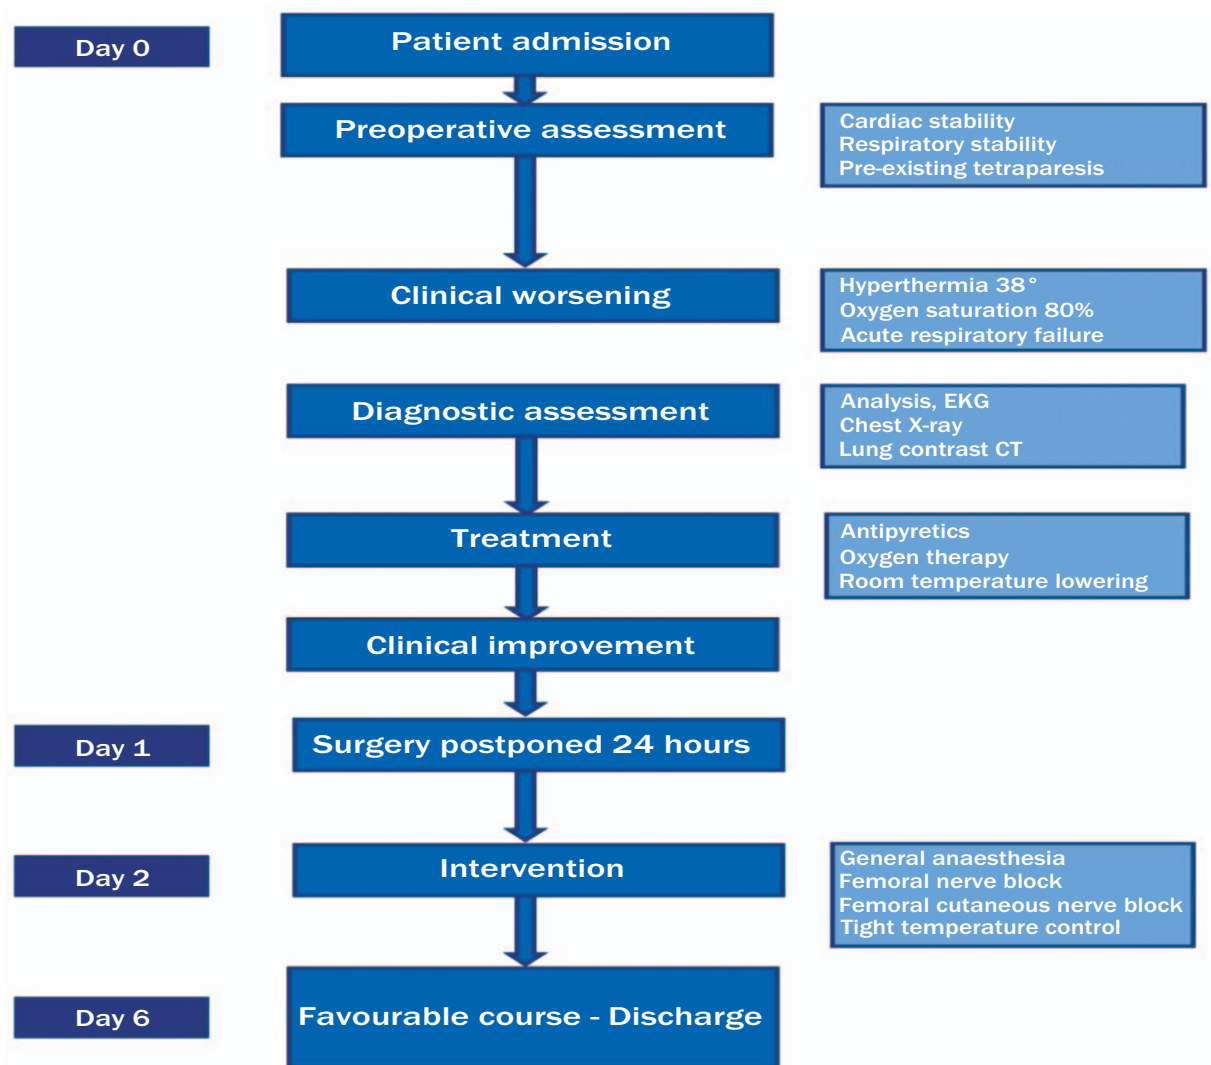 Day 0
Patient admission
Preoperative assessment
Cardiac stability
Respiratory stability
Pre-existing tetraparesis
Clinical worsening
Hyperthermia 38°
Oxygen saturation 80%
Acute respiratory failure
Diagnostic assessment
Analysis, EKG
Chest X-ray
Lung contrast CT
Treatment
Antipyretics
Oxygen therapy
Room temperature lowering
Clinical improvement
Day 1
Surgery postponed 24 hours
Day 2
Intervention
General anaesthesia
Femoral nerve block
Femoral cutaneous nerve block
Tight temperature control
Day 6
Favourable course - Discharge